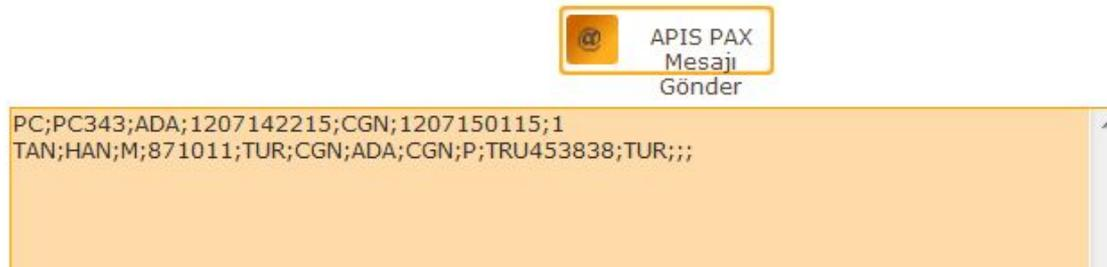 @
APIS PAX
Mesajı
Gönder
PC;PC343;ADA;1207142215;CGN;1207150115;1
TAN;HAN;M;871011;TUR;CGN;ADA;CGN;P;TRU453838;TUR;;;